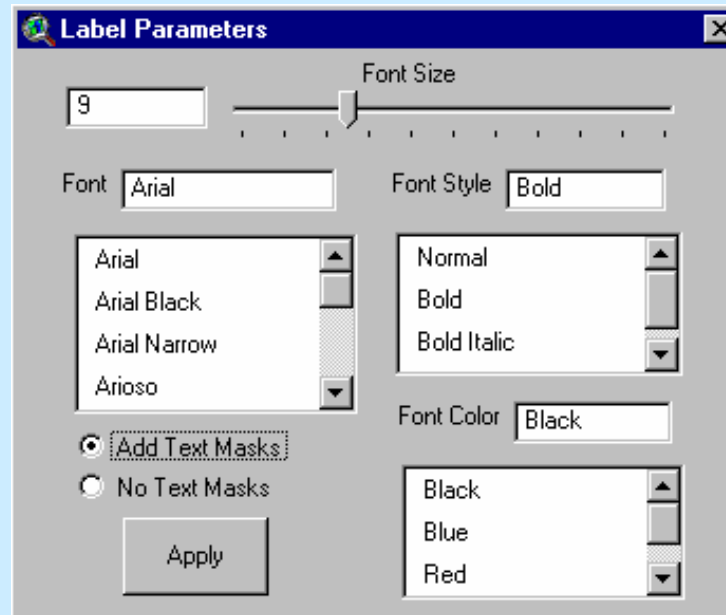 Label Parameters
Font Size
9
Font Arial
Font Style Bold
Arial
Arial Black
Arial Narrow
Arioso
Normal
Bold
Bold Italic
Add Text Masks
No Text Masks
Apply
Font Color Black
Black
Blue
Red